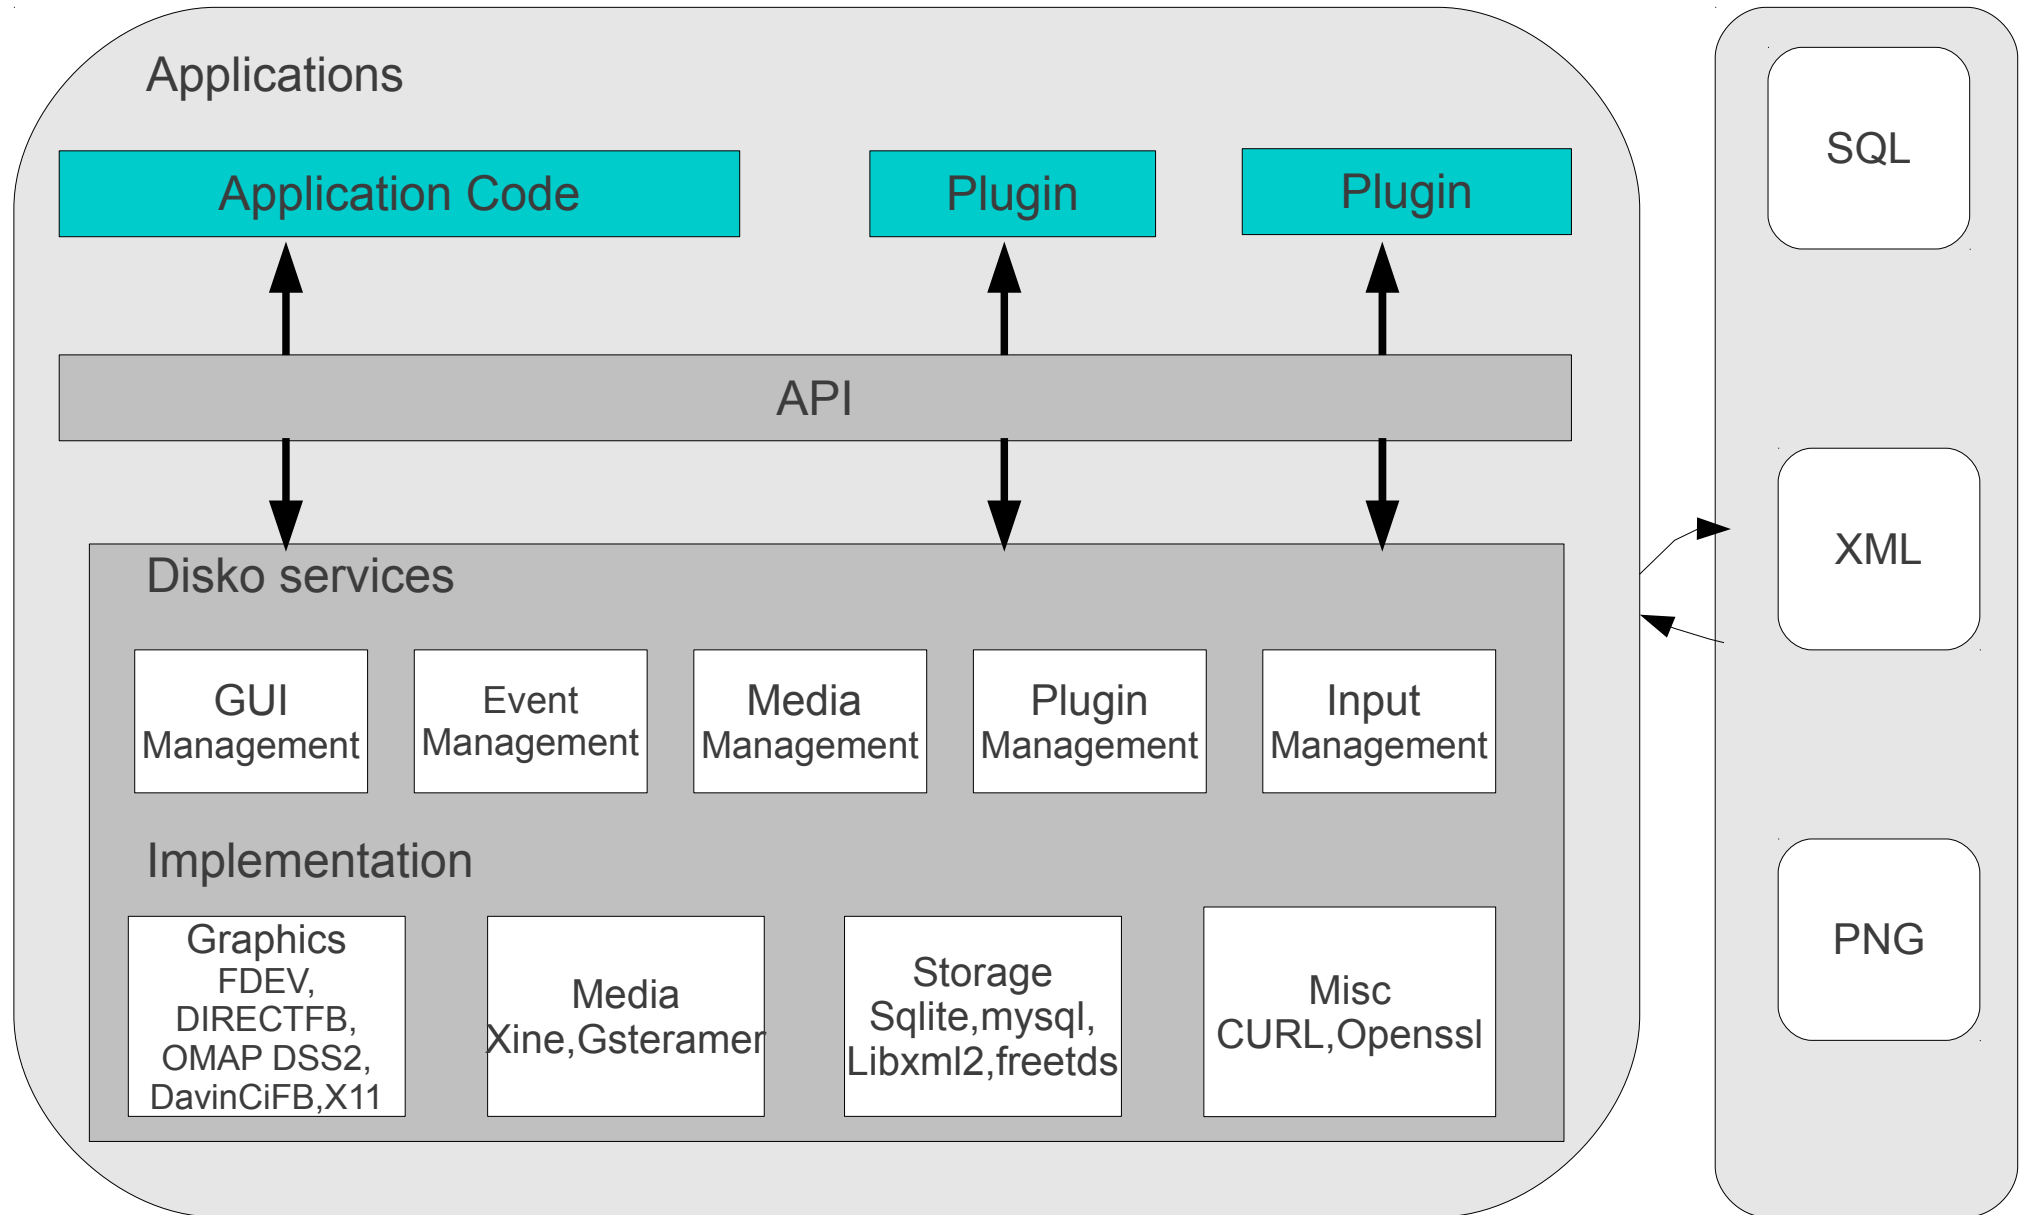 Applications
Application Code
Plugin
Plugin
API
Disko services
GUI
Management
Event
Management
Media
Management
Plugin
Management
Input
Management
Implementation
Graphics
FDEV,
DIRECTFB,
OMAP DSS2,
DavinCiFB,X11
Media
Xine,Gsteramer
Storage
Sqlite,mysql,
Libxml2,freetds
Misc
CURL,Openssl
SQL
XML
PNG